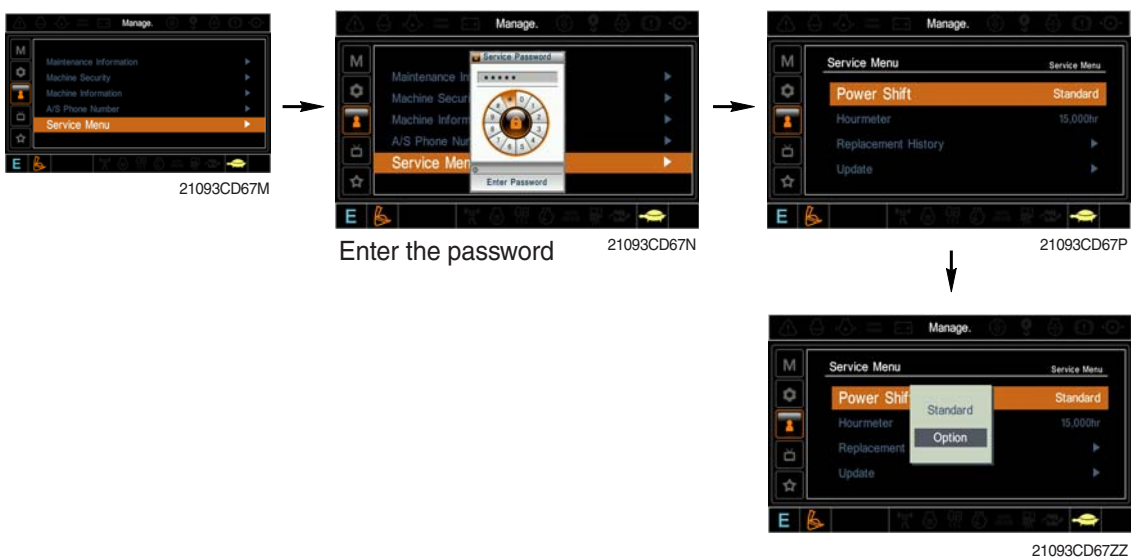 Manage.
M
Maintenance Information
Machine Security
Machine Information
A/S Phone Number
Service Menu
E
21093CD67M
Manage.
M
Service Password
*****
Maintenance In
Machine Secur
Machine Inform
A/S Phone Nur
Service Men
Enter Password
E
Enter the password
21093CD67N
Manage.
M
Service Menu Service Menu
Power Shift Standard
Hourmeter 15,000hr
Replacement History
Update
E
21093CD67P
Manage.
M
Service Menu Service Menu
Power Shif Standard
Standard
Hourmeter 15,000hr
Option
Replacement
Update
E
21093CD67ZZ